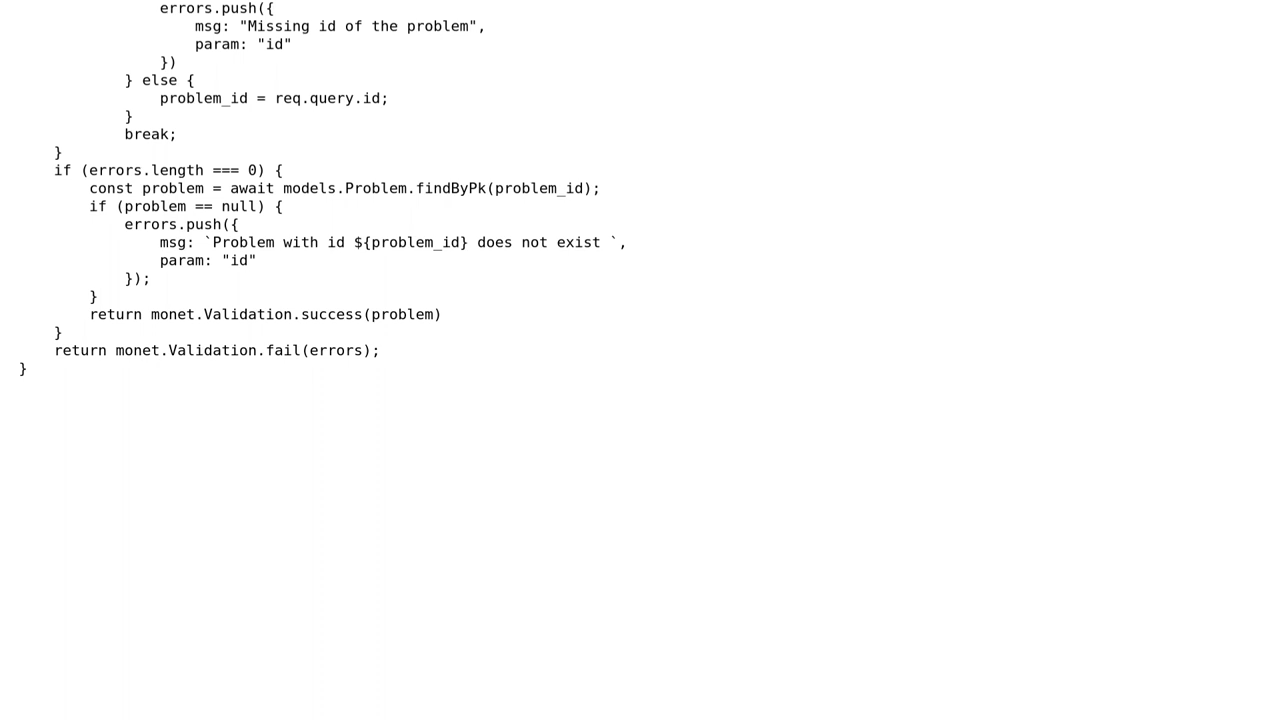 errors.push({
msg: "Missing id of the problem",
param: "id"
})
} else {
problem_id = req.query.id;
}
break;
}
if (errors.length === 0) {
const problem = await models.Problem.findByPk(problem_id);
if (problem == null) {
errors.push({
msg: `Problem with id ${problem_id} does not exist `,
param: "id"
});
}
return monet.Validation.success(problem)
}
return monet.Validation.fail(errors);
}